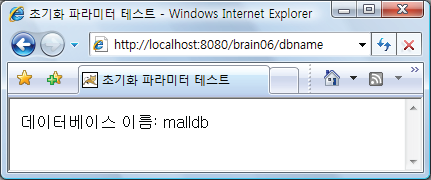 초기화 파라미터 테스트 - Windows Internet Explorer
http://localhost:8080/brain06/dbname
초기화 파라미터 테스트
데이터베이스 이름: malldb